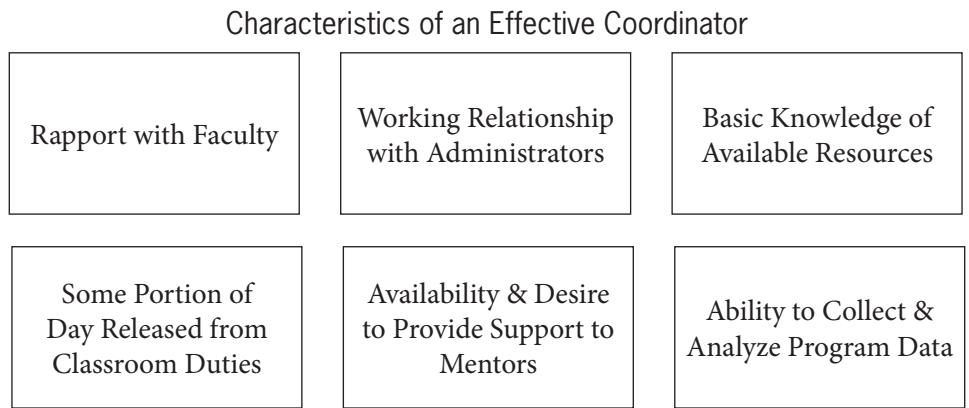 Characteristics of an Effective Coordinator
Rapport with Faculty
Working Relationship
with Administrators
Basic Knowledge of
Available Resources
Some Portion of
Day Released from
Classroom Duties
Availability & Desire
to Provide Support to
Mentors
Ability to Collect &
Analyze Program Data